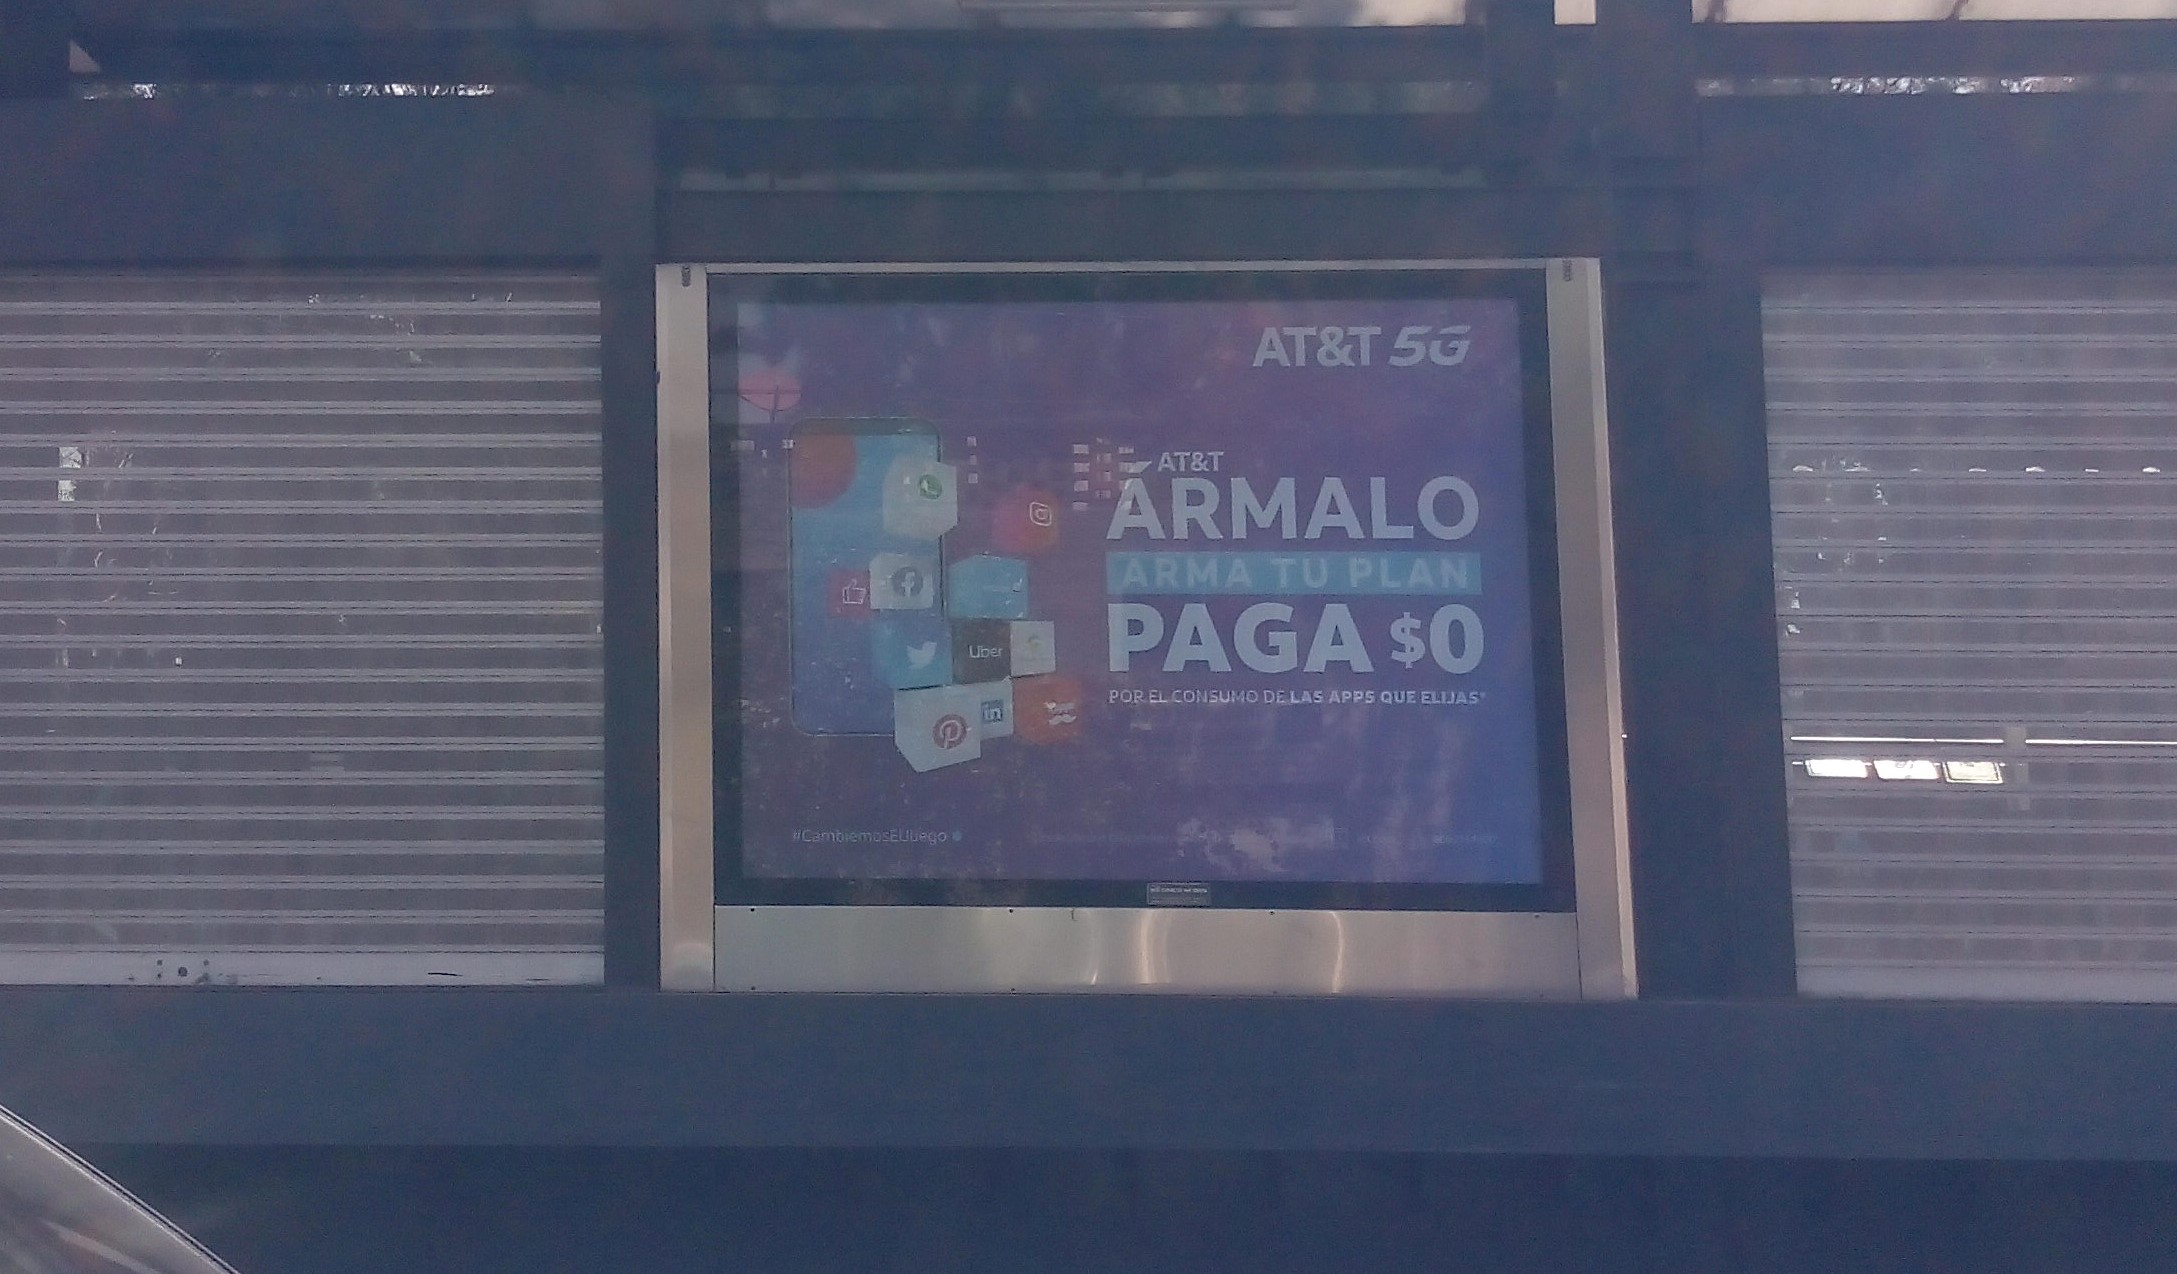 AT&T 5G
AT&T
ÁRMALO
ARMA TU PLAN
PAGA $0
POR EL CONSUMO DE LAS APPS QUE ELIJAS*
Uber
in
#CambiemosElJuego